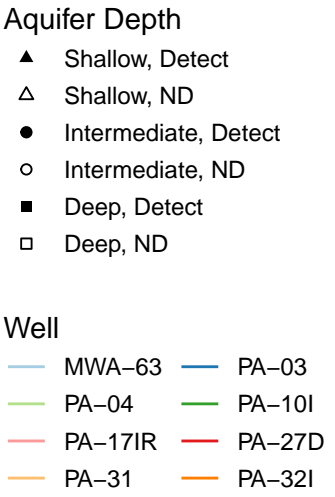 Aquifer Depth
Shallow, Detect
Shallow, ND
Intermediate, Detect
Intermediate, ND
Deep, Detect
Deep, ND
Well
MWA−63 PA−03
PA−04 PA−10I
PA−17IR PA−27D
PA−31 PA−32I